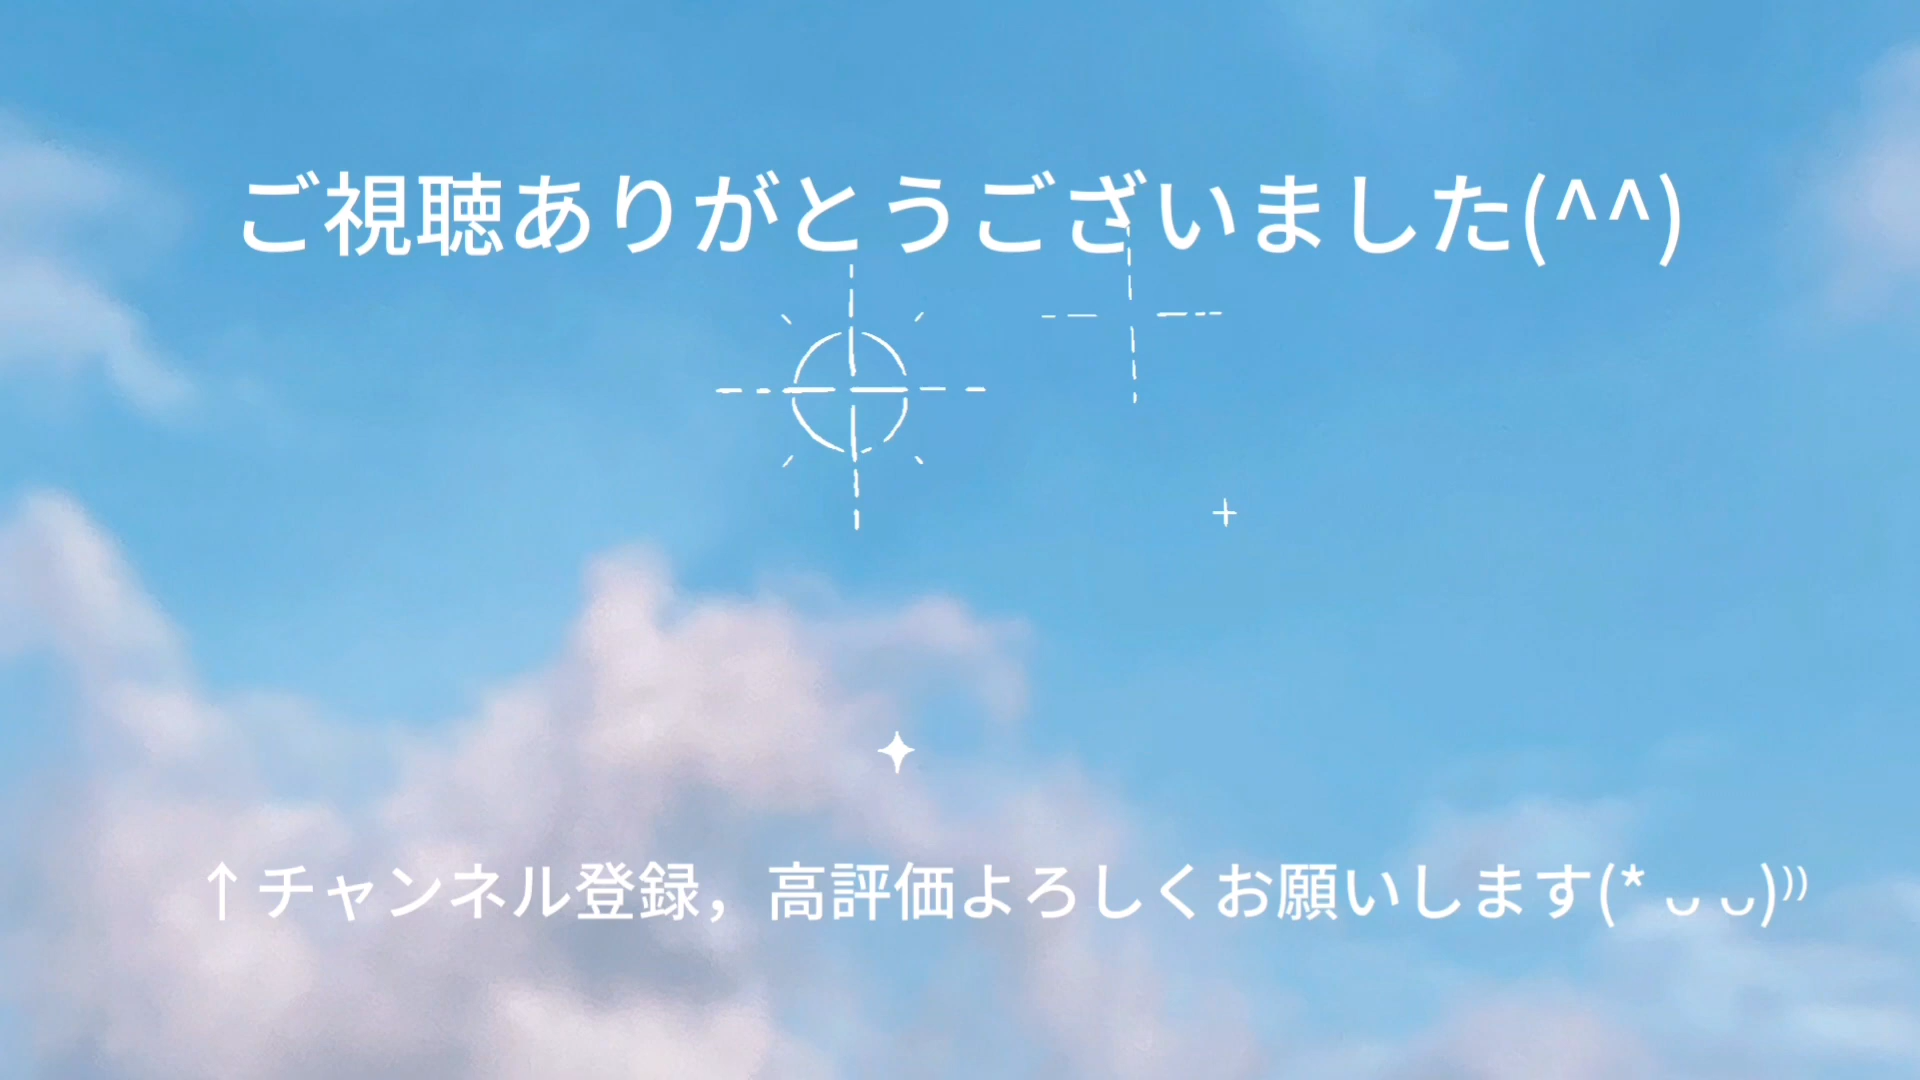 ご視聴ありがとうございました(^^)
↑チャンネル登録，高評価よろしくお願いします(* ᴗ ᴗ)⁾⁾